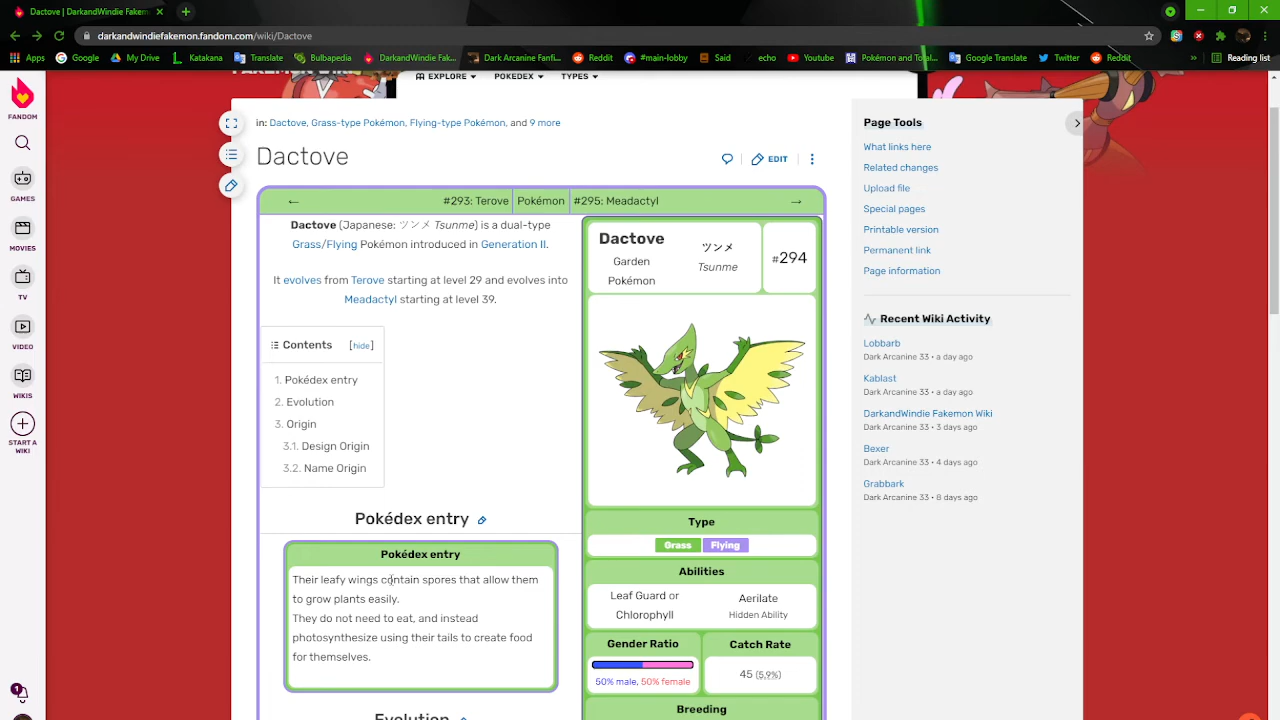 Dactove | DarkandWindie Fakem
darkandwindiefakemon.fandom.com/wiki/Dactove
Apps Google Translate My Drive Katakana Bulbapedia DarkandWindie Fakem... Dark Arcanine Fanfi... Reddit #main-lobby Said echo Youtube Pokémon and Total... Google Translate Twitter Reddit » Reading list
EXPLORE POKEDEX TYPES
FANDOM
GAMES
MOVIES
TV
VIDEO
WIKIS
START A
WIKI
1
in: Dactove, Grass-type Pokémon, Flying-type Pokémon, and 9 more
Dactove
EDIT
← #293: Terove Pokémon #295: Meadactyl →
Dactove (Japanese: ツンメ Tsunme) is a dual-type
Grass/Flying Pokémon introduced in Generation II.
It evolves from Terove starting at level 29 and evolves into
Meadactyl starting at level 39.
Contents [hide]
1. Pokédex entry
2. Evolution
3. Origin
3.1. Design Origin
3.2. Name Origin
Pokédex entry
Pokédex entry
Their leafy wings contain spores that allow them
to grow plants easily.
They do not need to eat, and instead
photosynthesize using their tails to create food
for themselves.
Evolution
Dactove
Garden
Pokémon
ツンメ
Tsunme
#294
Type
Grass Flying
Abilities
Leaf Guard or
Chlorophyll
Aerilate
Hidden Ability
Gender Ratio
50% male, 50% female
Catch Rate
45 (5.9%)
Breeding
Page Tools
What links here
Related changes
Upload file
Special pages
Printable version
Permanent link
Page information
Recent Wiki Activity
Lobbarb
Dark Arcanine 33 • a day ago
Kablast
Dark Arcanine 33 • a day ago
DarkandWindie Fakemon Wiki
Dark Arcanine 33 • 3 days ago
Bexer
Dark Arcanine 33 • 4 days ago
Grabbark
Dark Arcanine 33 • 8 days ago